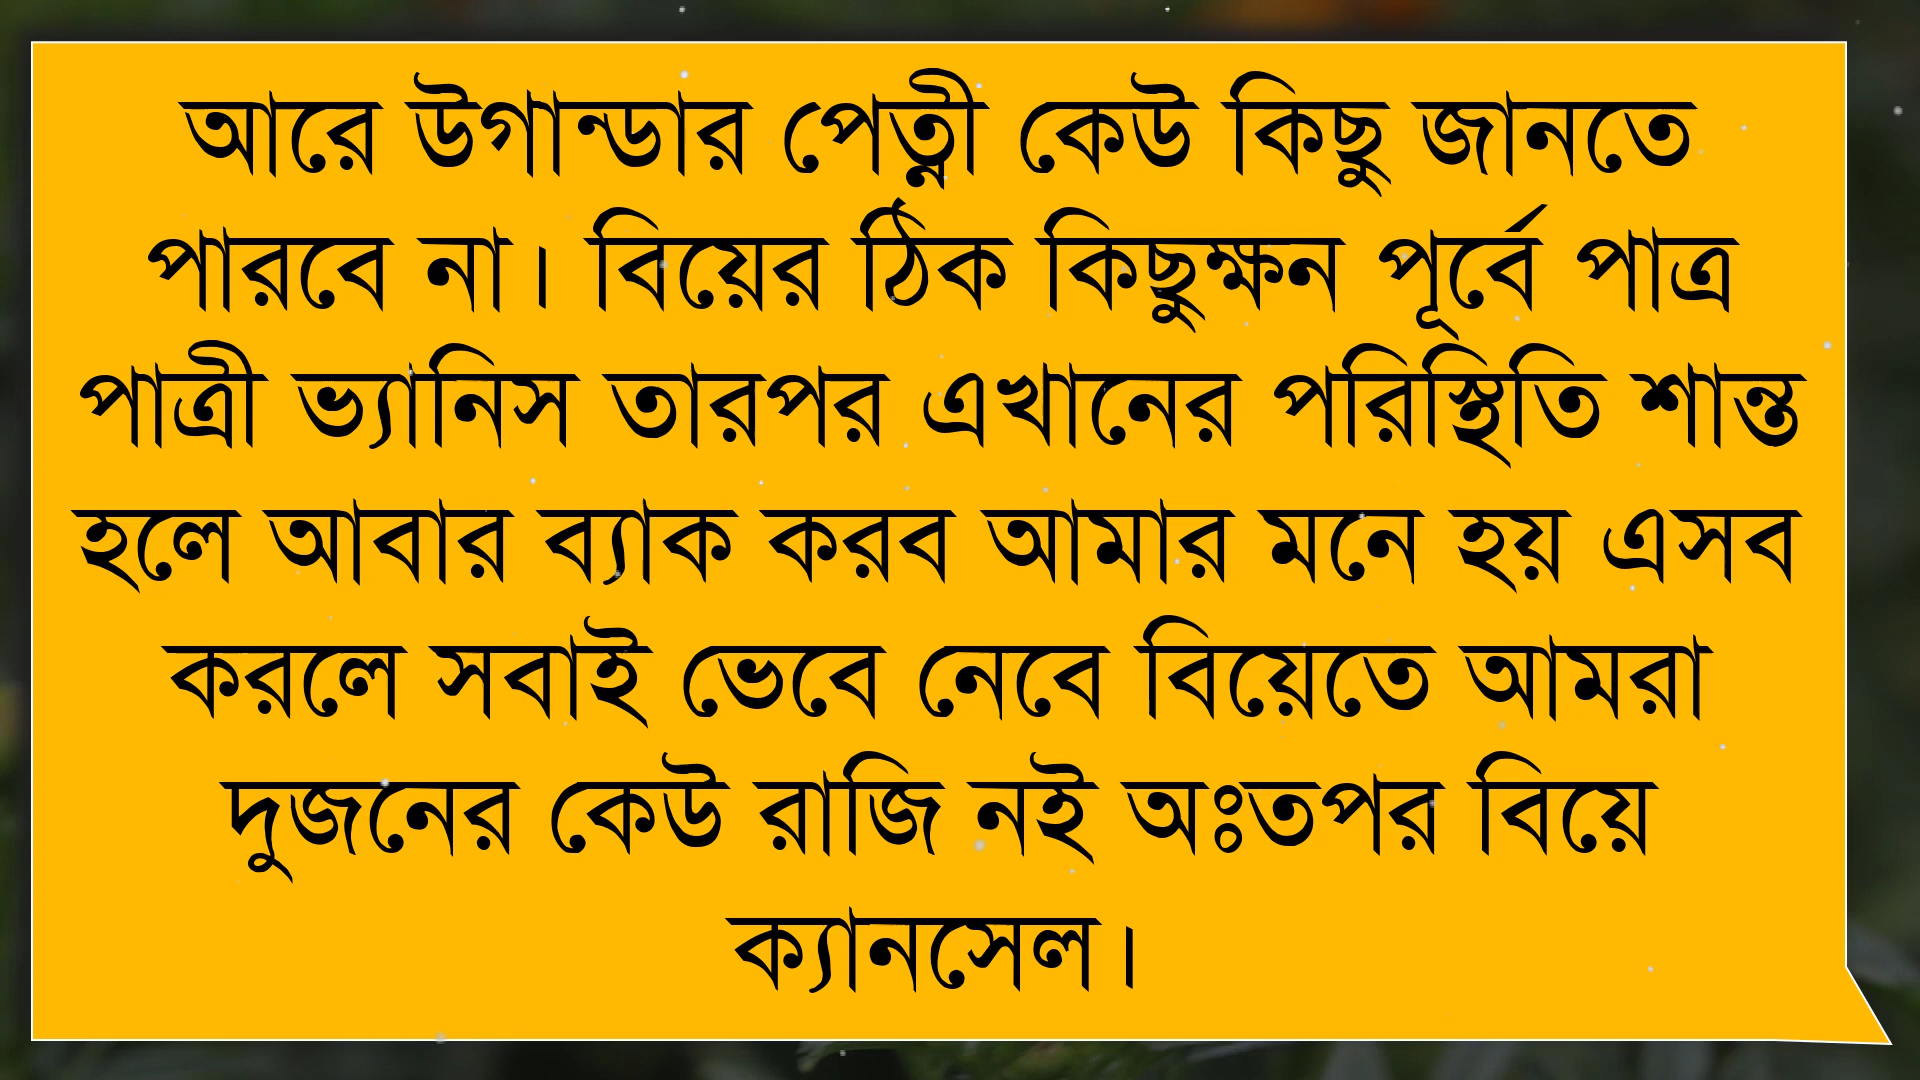 আরে উগান্ডার পেত্নী কেউ কিছু জানতে
পারবে না। বিয়ের ঠিক কিছুক্ষন পূর্বে পাত্র
পাত্রী ভ্যানিস তারপর এখানের পরিস্থিতি শান্ত
হলে আবার ব্যাক করব আমার মনে হয় এসব
করলে সবাই ভেবে নেবে বিয়েতে আমরা
দুজনের কেউ রাজি নই অঃতপর বিয়ে
ক্যানসেল।